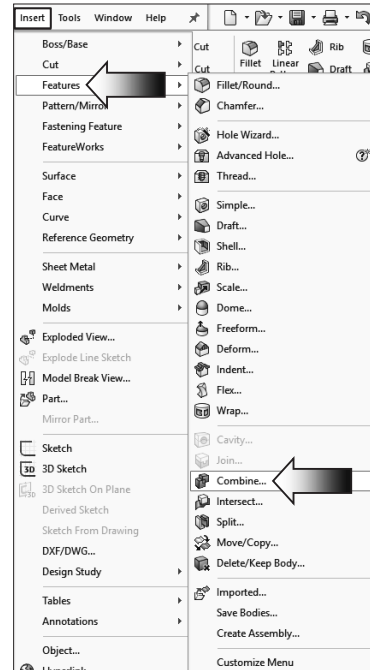 Insert Tools Window Help
Boss/Base
Cut
Features
Pattern/Mirror
Fastening Feature
FeatureWorks
Surface
Face
Curve
Reference Geometry
Sheet Metal
Weldments
Molds
Exploded View...
Explode Line Sketch
Model Break View...
Part...
Mirror Part...
Sketch
3D 3D Sketch
3D 3D Sketch On Plane
Derived Sketch
Sketch From Drawing
DXF/DWG...
Design Study
Tables
Annotations
Object...
Hyperlink
Cut
Cut
Fillet Linear
Rib
Draft
Fillet/Round...
Chamfer...
Hole Wizard...
Advanced Hole...
Thread...
Simple...
Draft...
Shell...
Rib...
Scale...
Dome...
Freeform...
Deform...
Indent...
Flex...
Wrap...
Cavity...
Join...
Combine...
Intersect...
Split...
Move/Copy...
Delete/Keep Body...
Imported...
Save Bodies...
Create Assembly...
Customize Menu